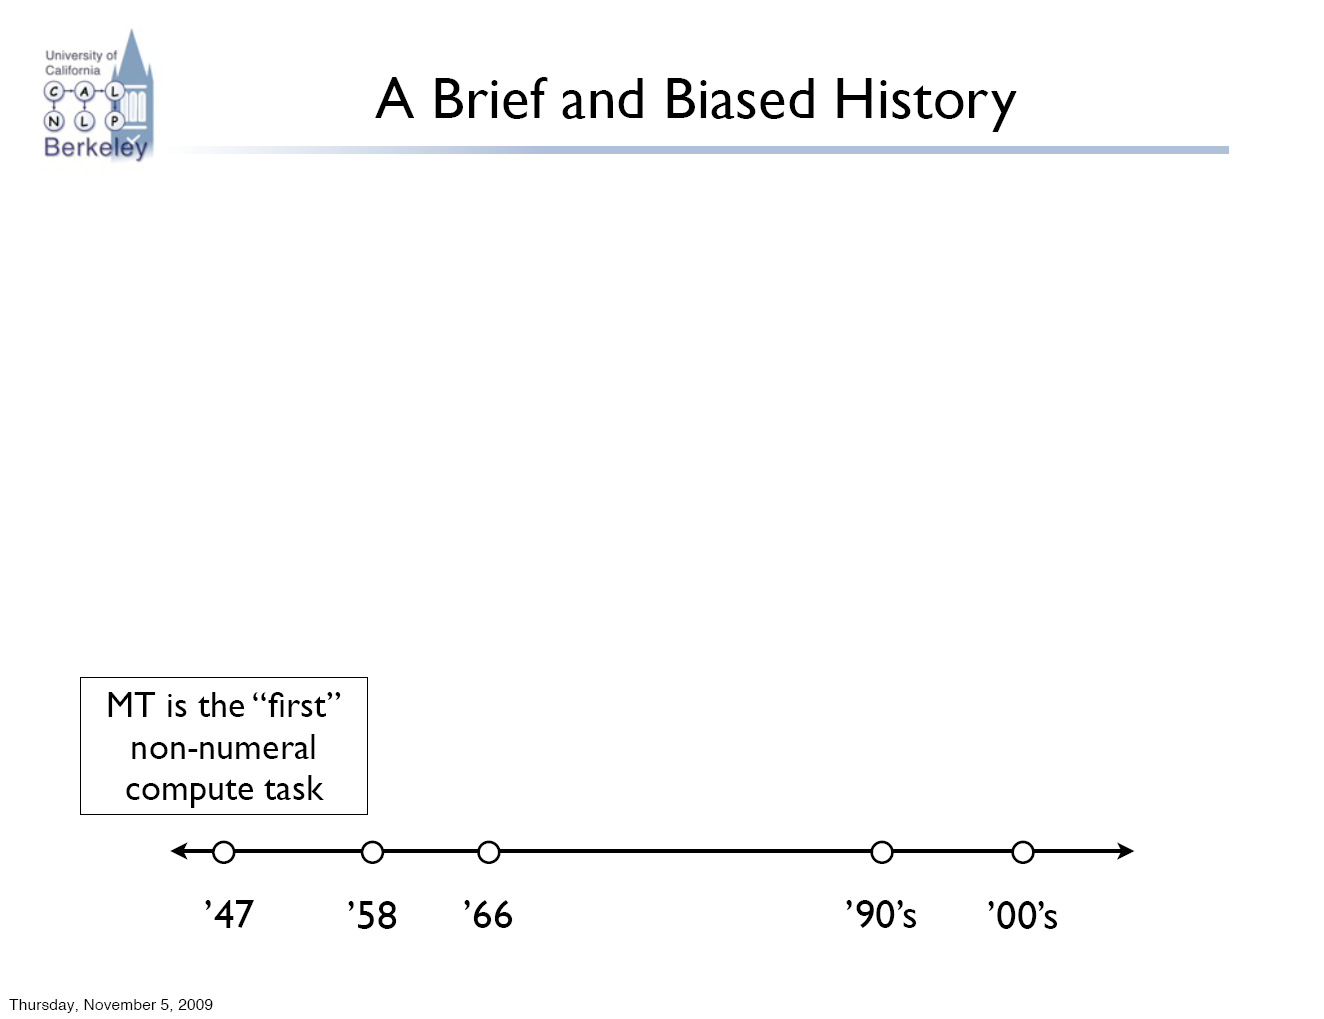 University of
California
C A L
N L P
Berkeley
A Brief and Biased History
MT is the “first”
non-numeral
compute task
’47 ’58 ’66 ’90’s ’00’s
Thursday, November 5, 2009